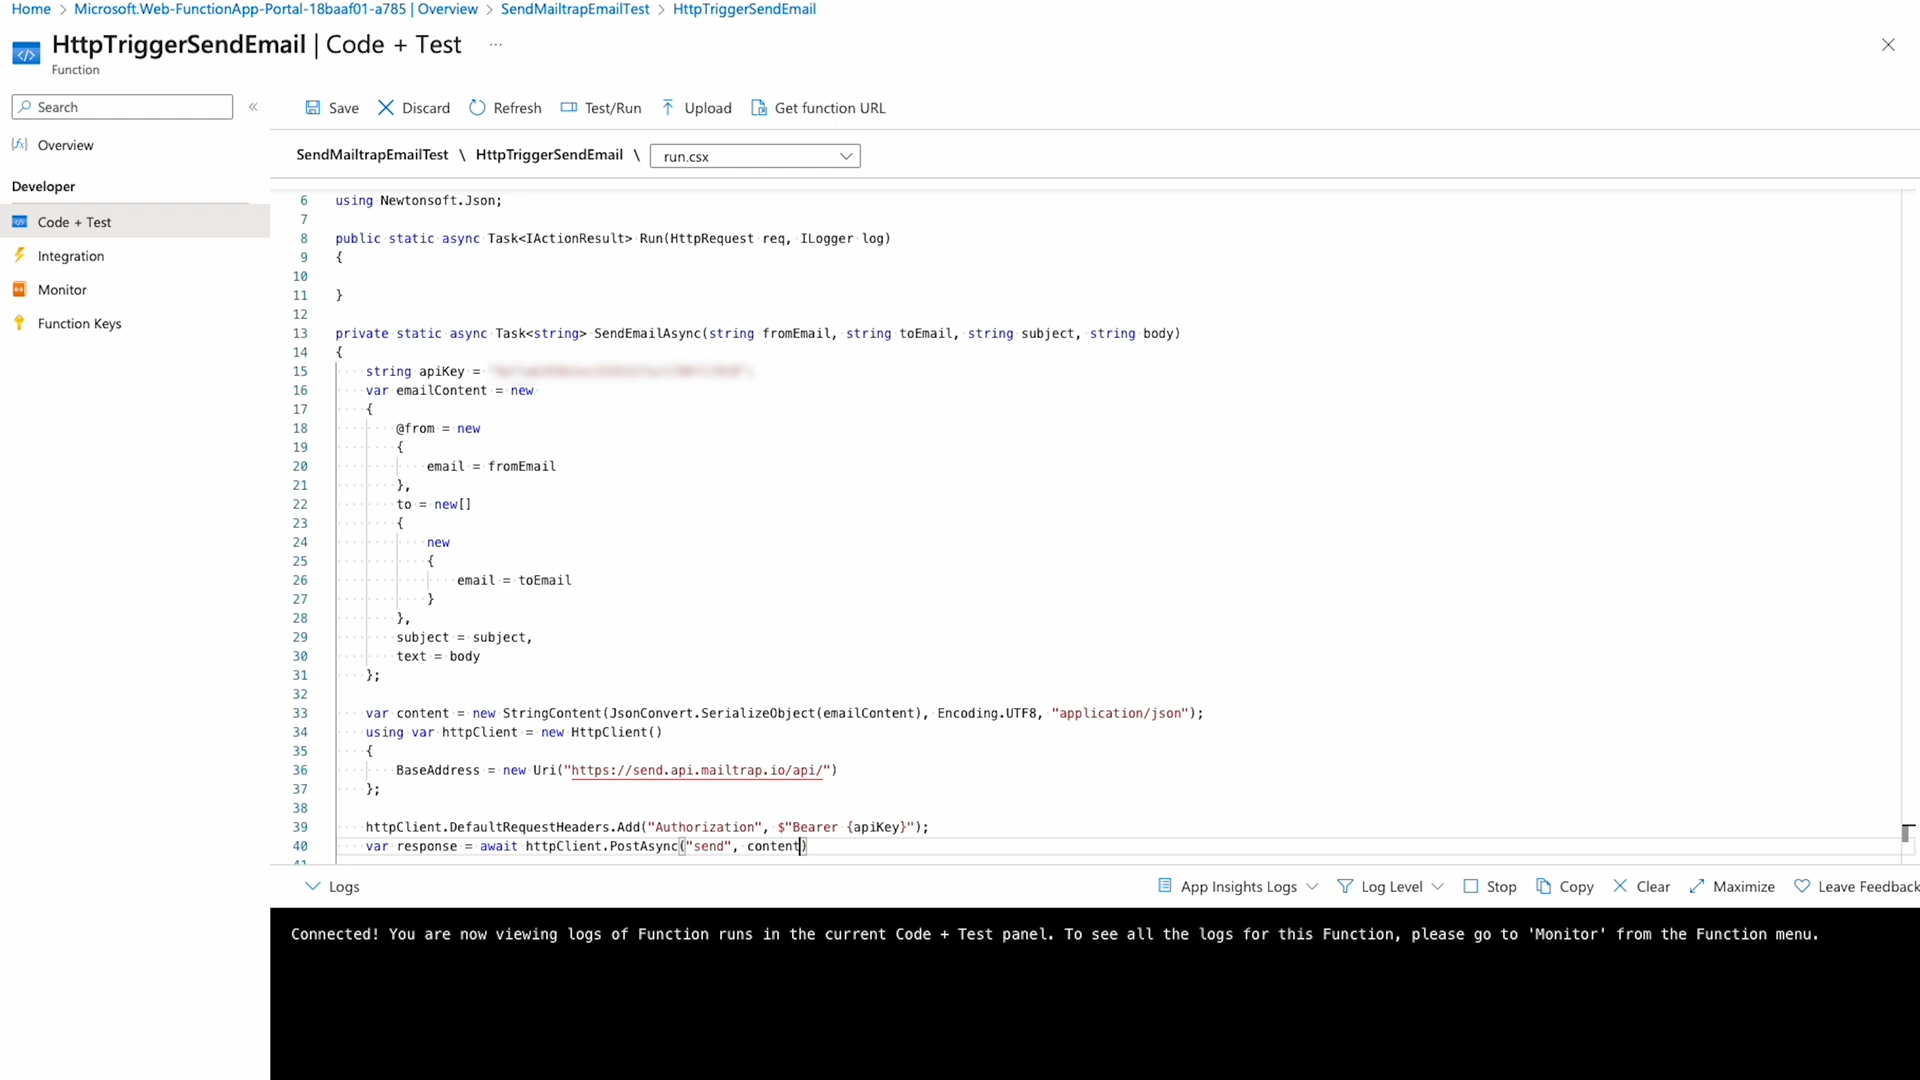 Home > Microsoft.Web-FunctionApp-Portal-18baaf01-a785 | Overview > SendMailtrapEmailTest > HttpTriggerSendEmail
HttpTriggerSendEmail | Code + Test ...
Function
Search «
Overview
Developer
Code + Test
Integration
Monitor
Function Keys
Save Discard Refresh Test/Run Upload Get function URL
SendMailtrapEmailTest \ HttpTriggerSendEmail \ run.csx
6 using Newtonsoft.Json;
7
8 public static async Task<IActionResult> Run(HttpRequest req, ILogger log)
9 {
10
11 }
12
13 private static async Task<string> SendEmailAsync(string fromEmail, string toEmail, string subject, string body)
14 {
15 string apiKey =
16 var emailContent = new
17 {
18 @from = new
19 {
20 email = fromEmail
21 },
22 to = new[]
23 {
24 new
25 {
26 email = toEmail
27 }
28 },
29 subject = subject,
30 text = body
31 };
32
33 var content = new StringContent(JsonConvert.SerializeObject(emailContent), Encoding.UTF8, "application/json");
34 using var httpClient = new HttpClient()
35 {
36 BaseAddress = new Uri("https://send.api.mailtrap.io/api/")
37 };
38
39 httpClient.DefaultRequestHeaders.Add("Authorization", $"Bearer {apiKey}");
40 var response = await httpClient.PostAsync("send", content)
41
Logs App Insights Logs Log Level Stop Copy Clear Maximize Leave Feedback
Connected! You are now viewing logs of Function runs in the current Code + Test panel. To see all the logs for this Function, please go to 'Monitor' from the Function menu.